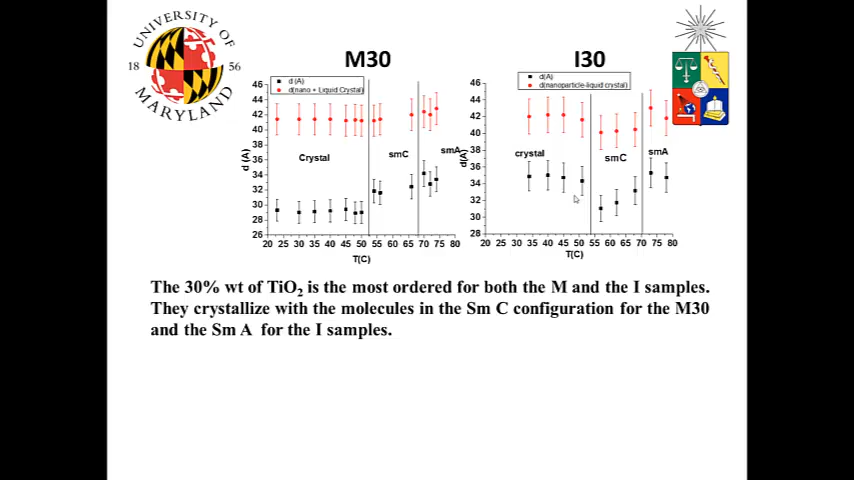 UNIVERSITY OF
18 56
MARYLAND
M30
I30
d (A)
d(nano + Liquid Crystal)
d(A)
d(nanoparticle-liquid crystal)
46
44
42
40
38
36
34
32
30
28
26
d (A)
Crystal
smC
smA
20 25 30 35 40 45 50 55 60 65 70 75 80
T(C)
46
44
42
40
38
36
34
32
30
28
d(A)
crystal
smC
smA
20 25 30 35 40 45 50 55 60 65 70 75 80
T(C)
The 30% wt of TiO₂ is the most ordered for both the M and the I samples.
They crystallize with the molecules in the Sm C configuration for the M30
and the Sm A for the I samples.